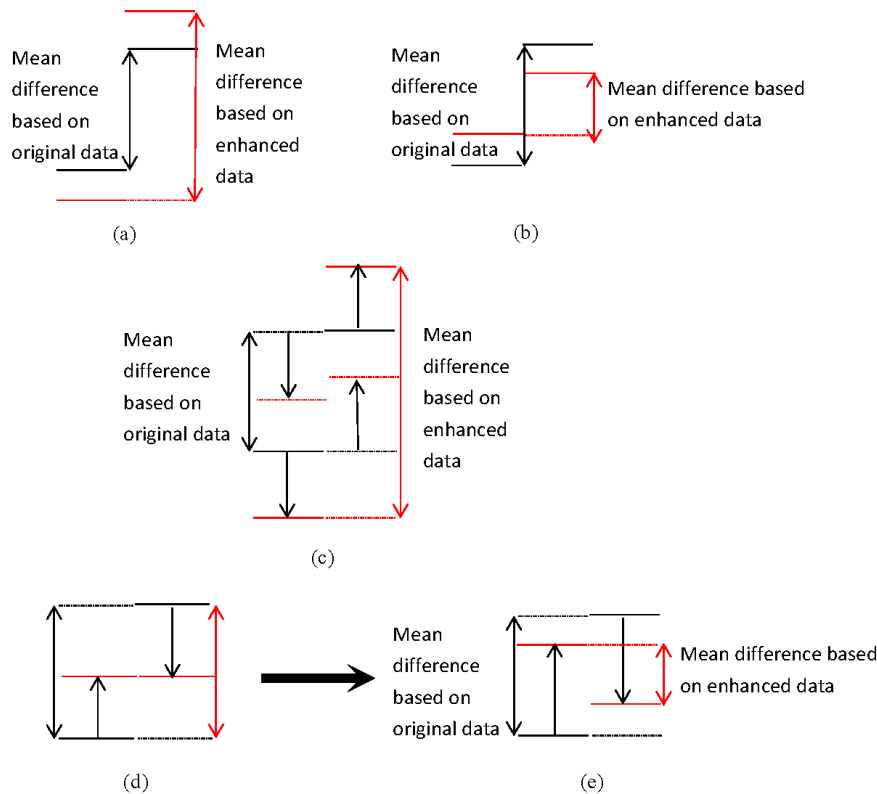 Mean
difference
based on
original data
Mean
difference
based on
enhanced
data
(a)
Mean
difference
based on
original data
Mean difference based
on enhanced data
(b)
Mean
difference
based on
original data
Mean
difference
based on
enhanced
data
(c)
(d)
Mean
difference
based on
original data
Mean difference based
on enhanced data
(e)